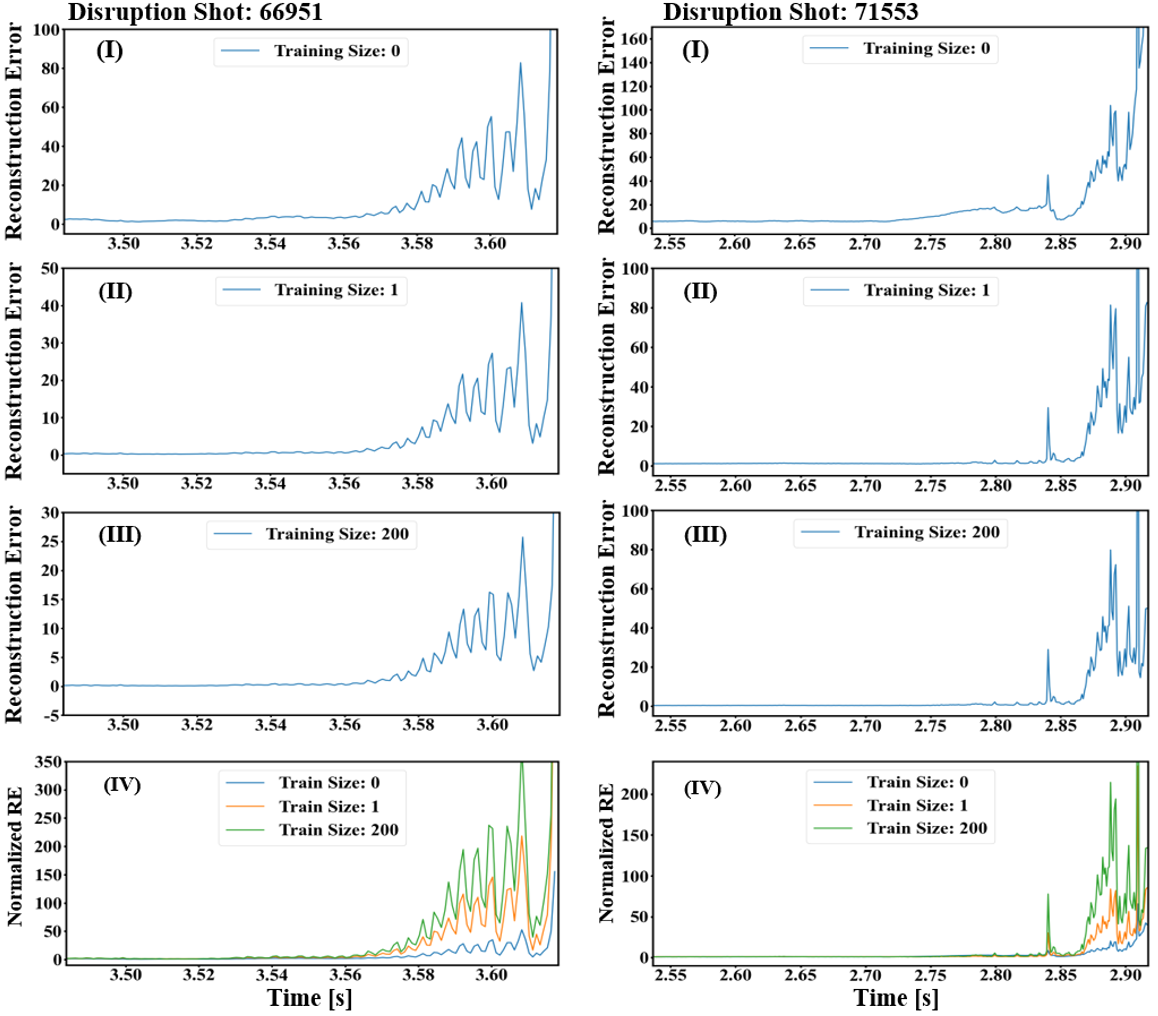 Disruption Shot: 66951
(I)
Training Size: 0
Reconstruction Error
100
80
60
40
20
0
3.50 3.52 3.54 3.56 3.58 3.60
(II)
Training Size: 1
Reconstruction Error
50
40
30
20
10
0
3.50 3.52 3.54 3.56 3.58 3.60
(III)
Training Size: 200
Reconstruction Error
30
25
20
15
10
5
0
-5
3.50 3.52 3.54 3.56 3.58 3.60
(IV)
Train Size: 0
Train Size: 1
Train Size: 200
Normalized RE
350
300
250
200
150
100
50
0
3.50 3.52 3.54 3.56 3.58 3.60
Time [s]
Disruption Shot: 71553
(I)
Training Size: 0
Reconstruction Error
160
140
120
100
80
60
40
20
0
2.55 2.60 2.65 2.70 2.75 2.80 2.85 2.90
(II)
Training Size: 1
Reconstruction Error
100
80
60
40
20
0
2.55 2.60 2.65 2.70 2.75 2.80 2.85 2.90
(III)
Training Size: 200
Reconstruction Error
100
80
60
40
20
0
2.55 2.60 2.65 2.70 2.75 2.80 2.85 2.90
(IV)
Train Size: 0
Train Size: 1
Train Size: 200
Normalized RE
200
150
100
50
0
2.55 2.60 2.65 2.70 2.75 2.80 2.85 2.90
Time [s]